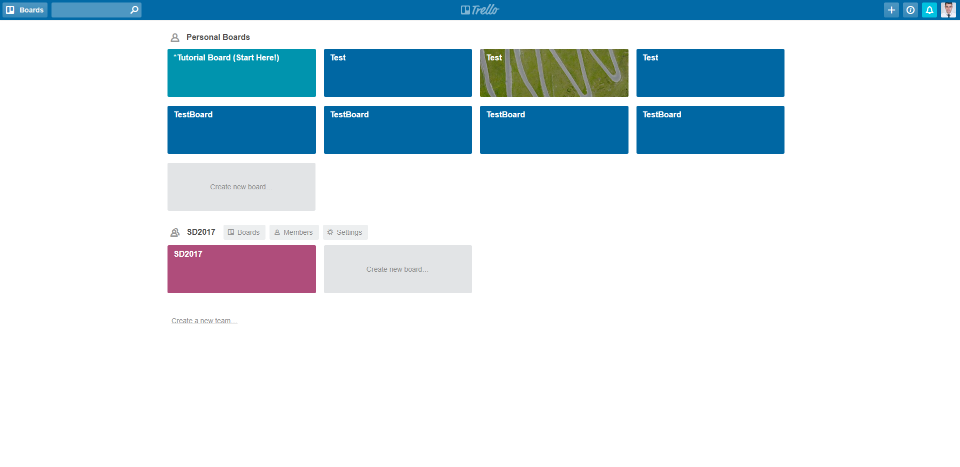 Boards
Trello
Personal Boards
*Tutorial Board (Start Here!)
Test
Test
Test
TestBoard
TestBoard
TestBoard
TestBoard
Create new board...
SD2017
Boards
Members
Settings
SD2017
Create new board...
Create a new team...